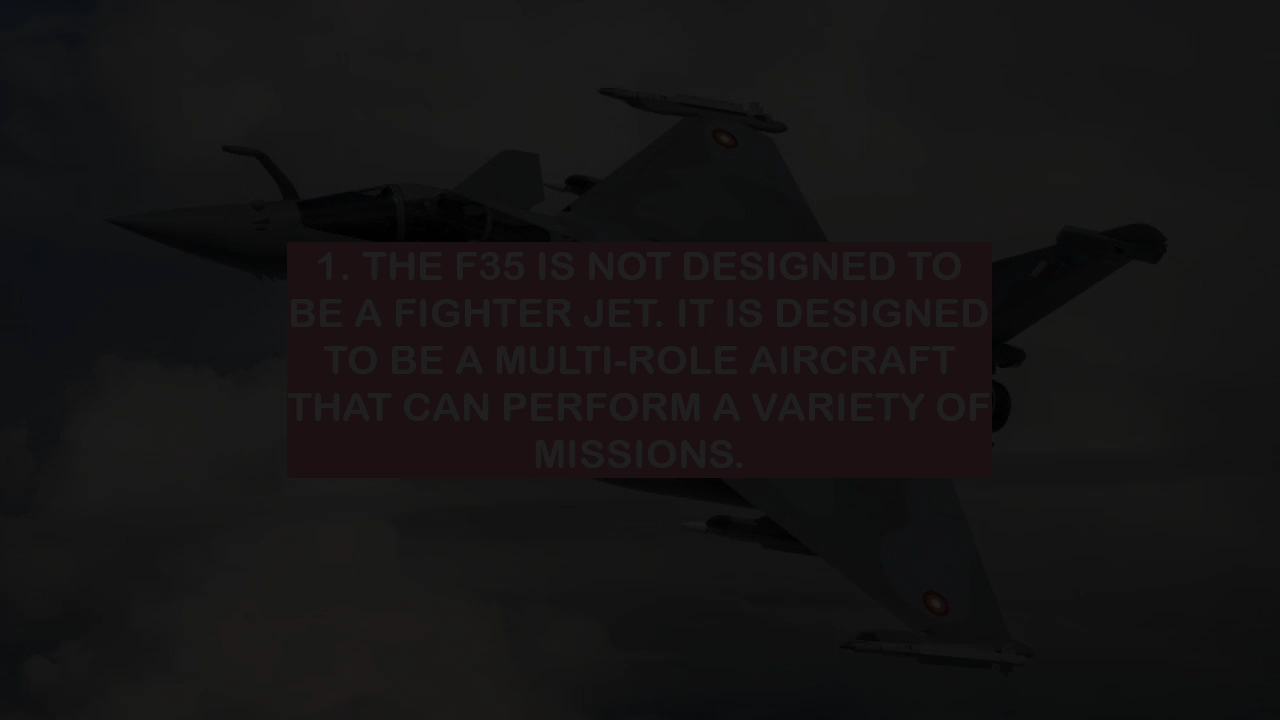 1. THE F35 IS NOT DESIGNED TO
BE A FIGHTER JET. IT IS DESIGNED
TO BE A MULTI-ROLE AIRCRAFT
THAT CAN PERFORM A VARIETY OF
MISSIONS.